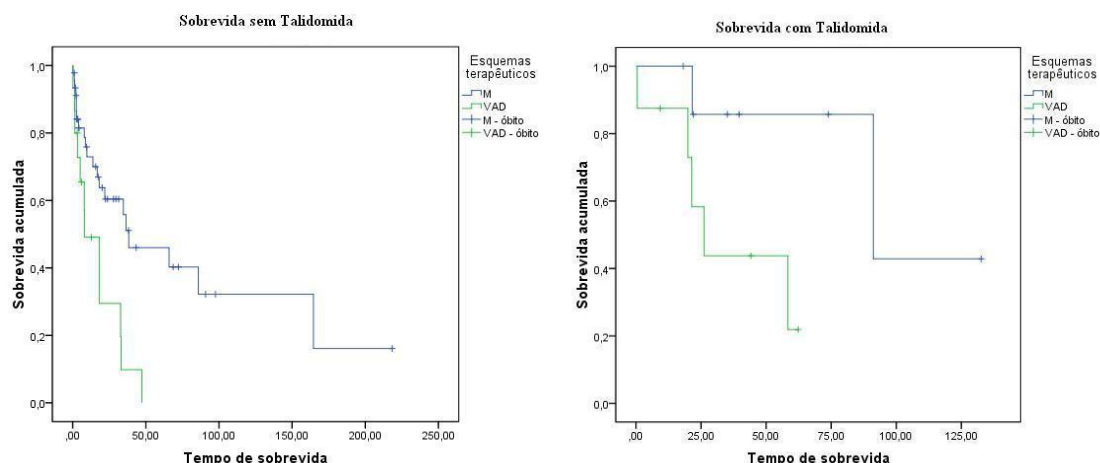 Sobrevida sem Talidomida
Sobrevida acumulada
1,0
0,8
0,6
0,4
0,2
0,0
,00
50,00
100,00
150,00
200,00
250,00
Tempo de sobrevida
Esquemas
terapêuticos
M
VAD
M - óbito
VAD - óbito
Sobrevida com Talidomida
Sobrevida acumulada
1,0
0,8
0,6
0,4
0,2
0,0
,00
25,00
50,00
75,00
100,00
125,00
Tempo de sobrevida
Esquemas
terapêuticos
M
VAD
M - óbito
VAD - óbito